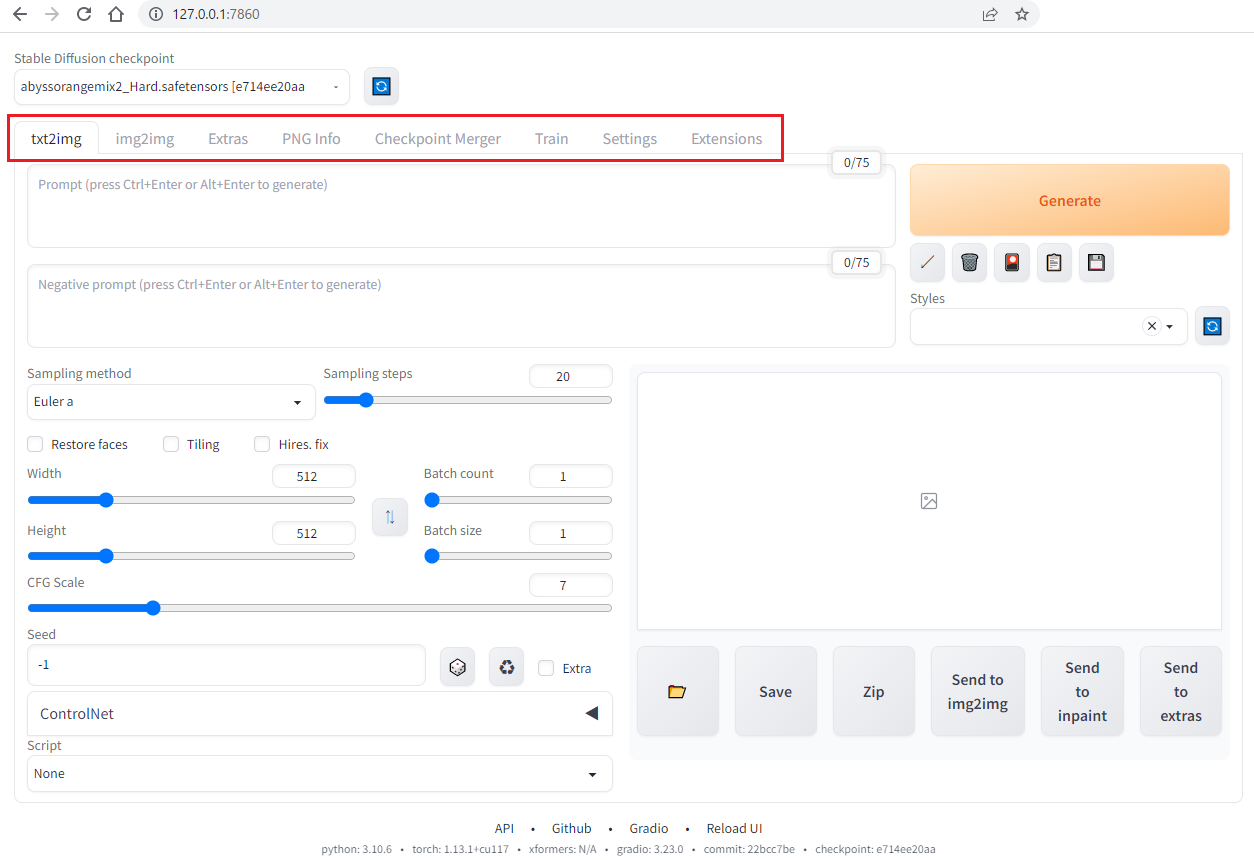 127.0.0.1:7860
Stable Diffusion checkpoint
abyssorangemix2_Hard.safetensors [e714ee20aa
txt2img img2img Extras PNG Info Checkpoint Merger Train Settings Extensions
0/75
Prompt (press Ctrl+Enter or Alt+Enter to generate)
Generate
0/75
Negative prompt (press Ctrl+Enter or Alt+Enter to generate)
Styles
Sampling method
Sampling steps
20
Euler a
Restore faces
Tiling
Hires. fix
Width
512
Batch count
1
Height
512
Batch size
1
CFG Scale
7
Seed
-1
Extra
ControlNet
Script
None
Save
Zip
Send to
img2img
Send
to
inpaint
Send
to
extras
API • Github • Gradio • Reload UI
python: 3.10.6 • torch: 1.13.1+cu117 • xformers: N/A • gradio: 3.23.0 • commit: 22bcc7be • checkpoint: e714ee20aa